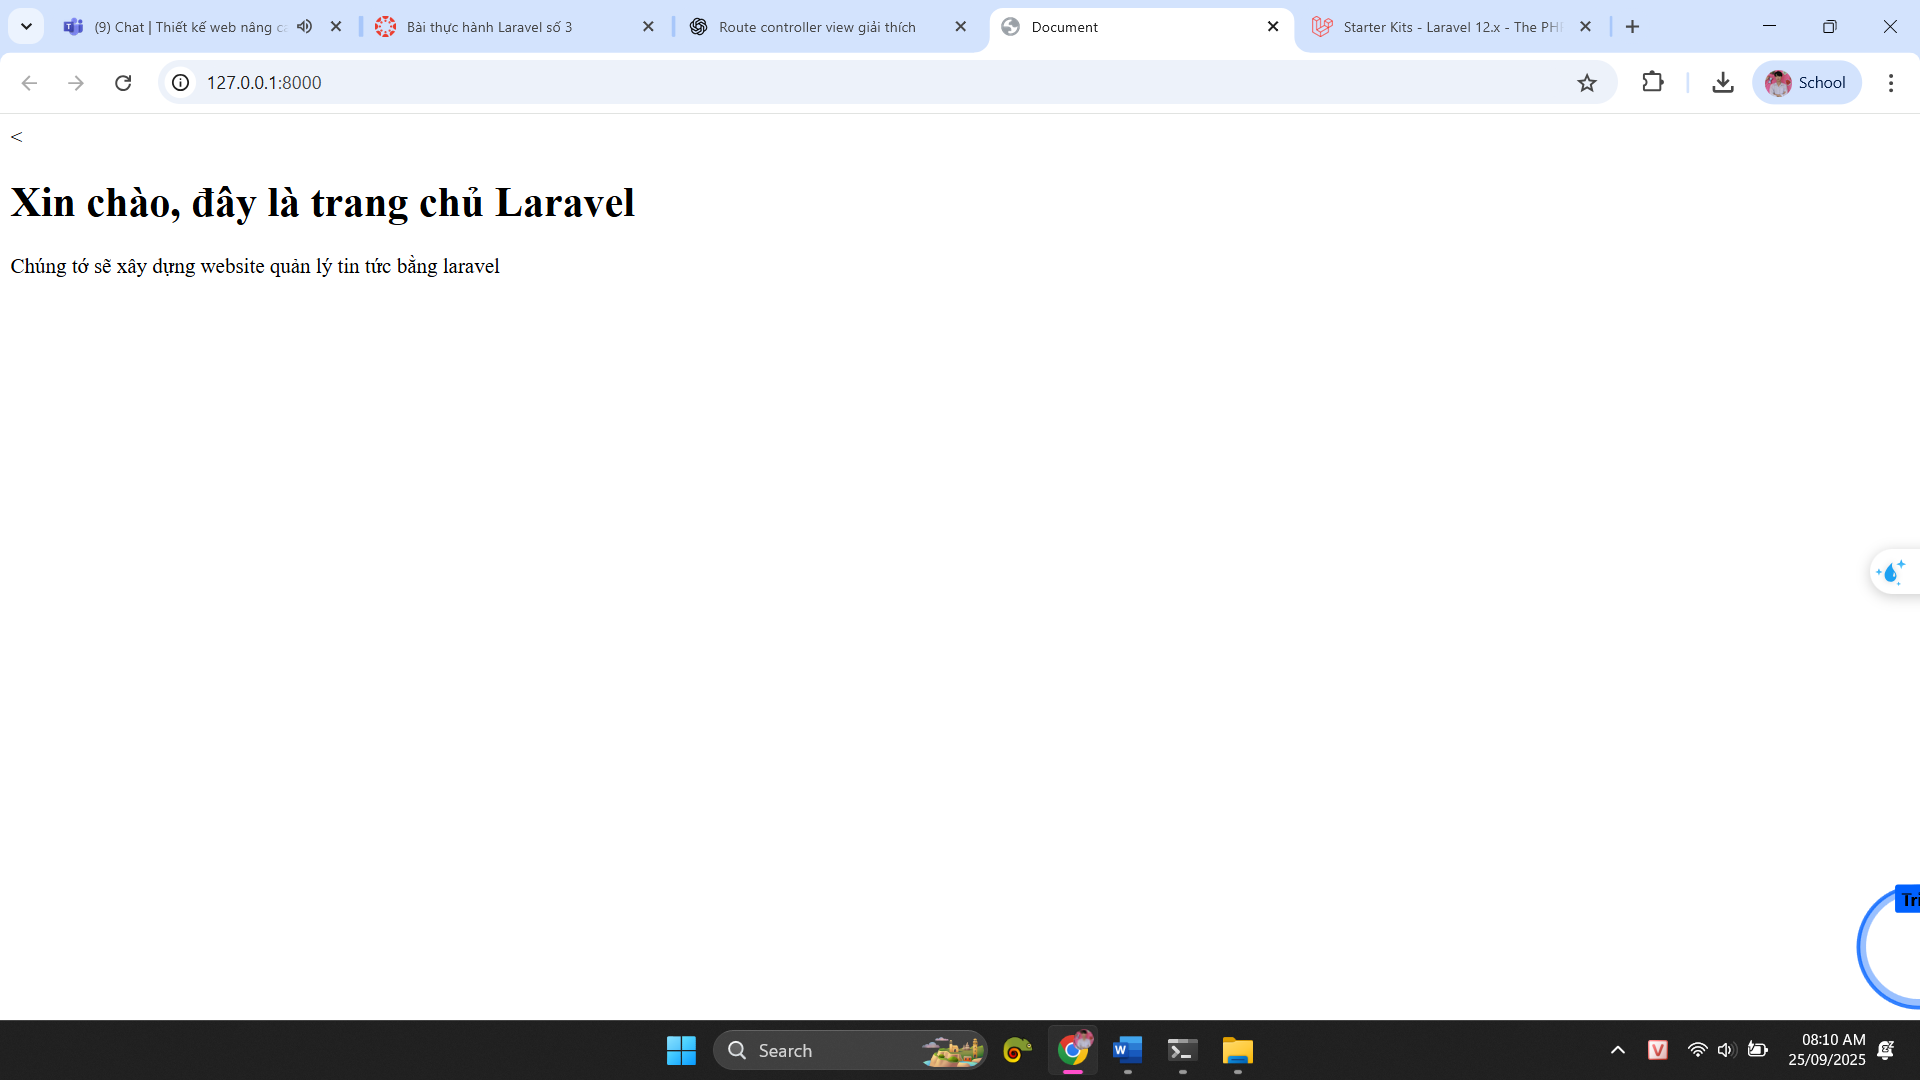 (9) Chat | Thiết kế web nâng ca
Bài thực hành Laravel số 3
Route controller view giải thích
Document
Starter Kits - Laravel 12.x - The PH
127.0.0.1:8000
School
<
Xin chào, đây là trang chủ Laravel
Chúng tớ sẽ xây dựng website quản lý tin tức bằng laravel
Tri
Search
08:10 AM
25/09/2025